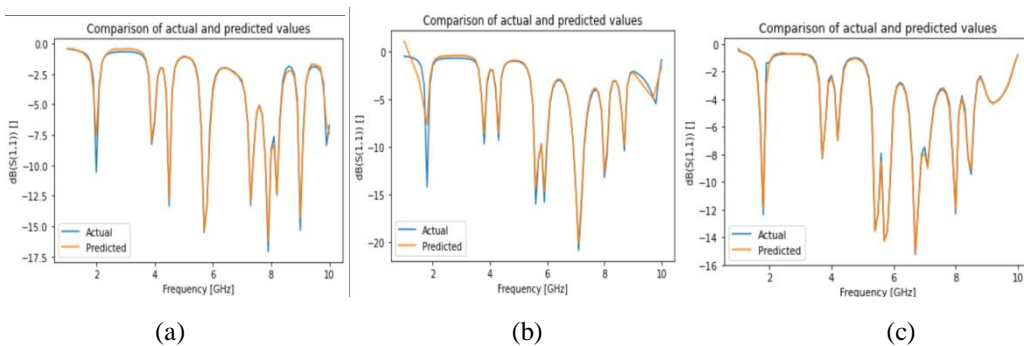 Comparison of actual and predicted values
0.0
−2.5
−5.0
−7.5
−10.0
−12.5
−15.0
−17.5
dB(S(1,1)) []
Actual
Predicted
2
4
6
8
10
Frequency [GHz]
(a)
Comparison of actual and predicted values
0
−5
−10
−15
−20
dB(S(1,1)) []
Actual
Predicted
2
4
6
8
10
Frequency [GHz]
(b)
Comparison of actual and predicted values
0
−2
−4
−6
−8
−10
−12
−14
−16
dB(S(1,1)) []
Actual
Predicted
2
4
6
8
10
Frequency [GHz]
(c)